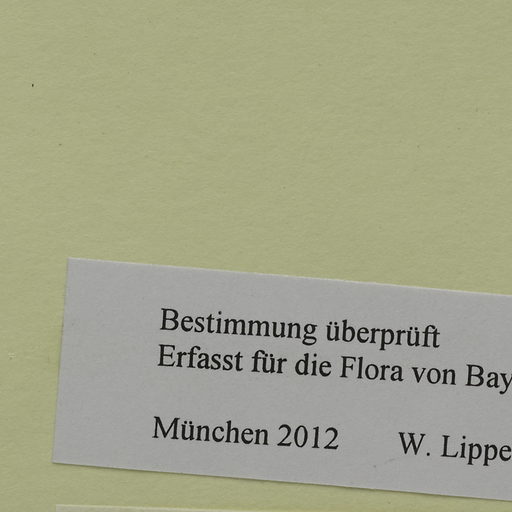 Bestimmung überprüft
Erfasst für die Flora von Bay
München 2012 W. Lippe